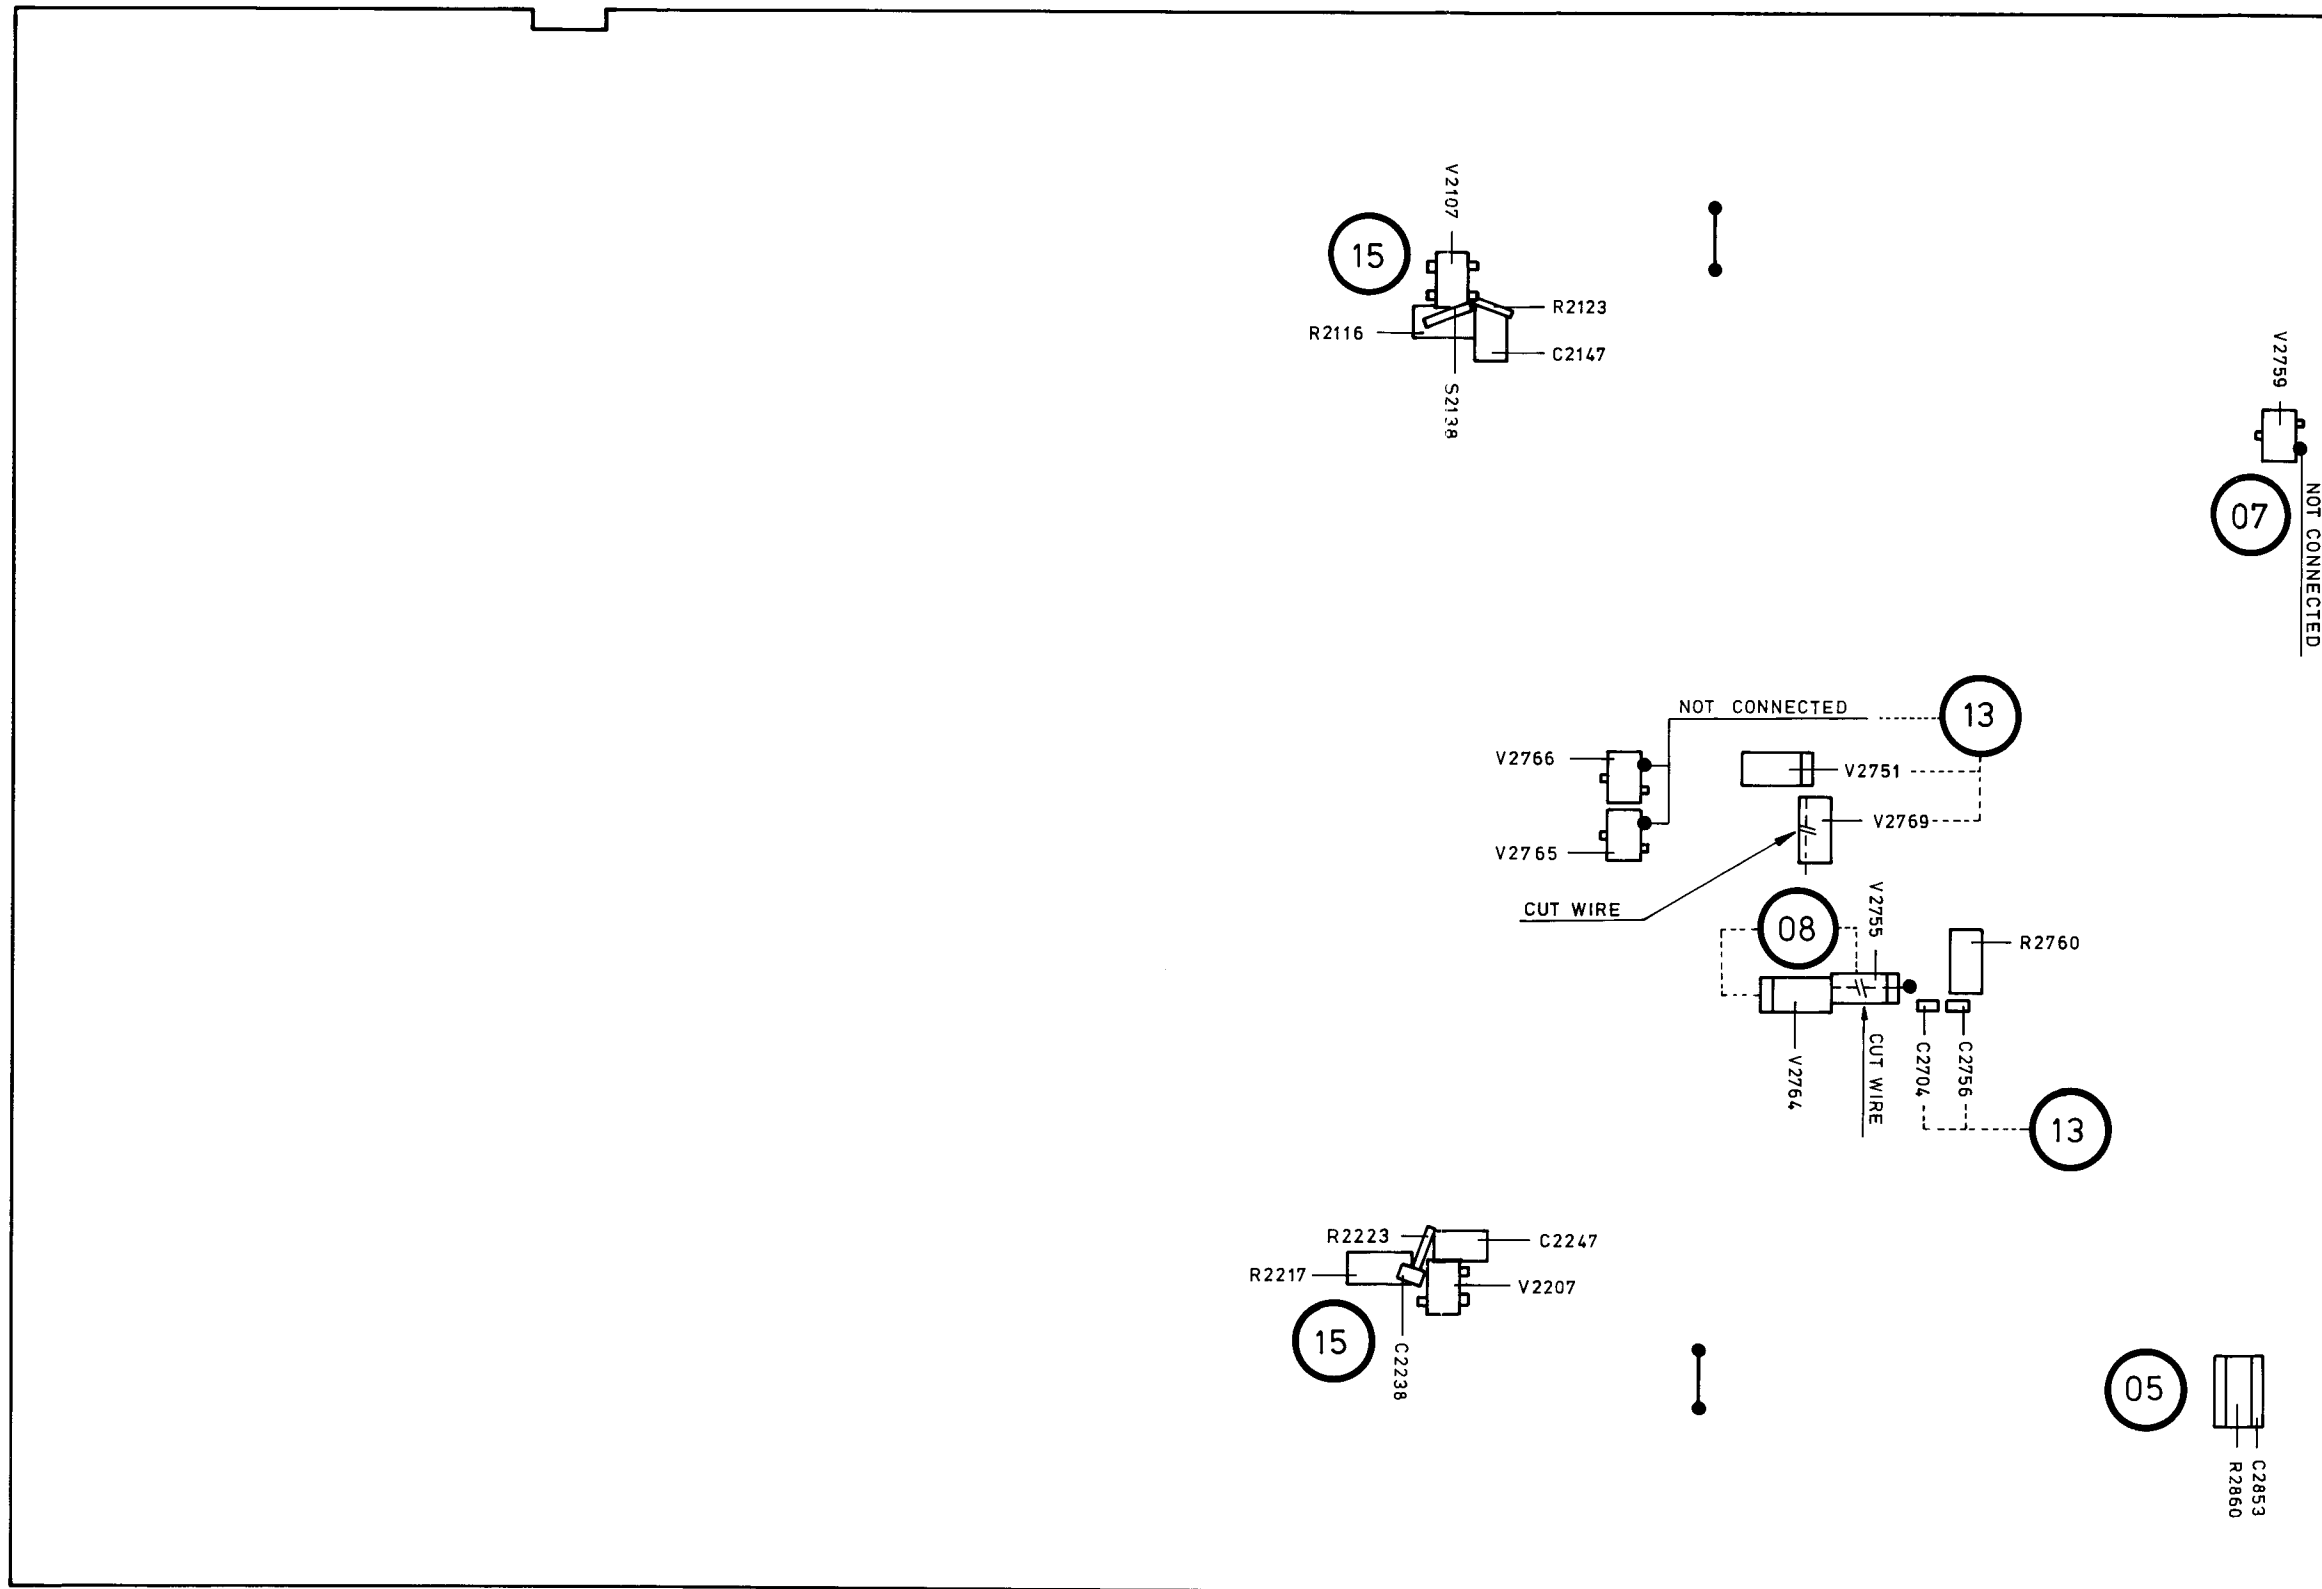 V2107
15
R2123
R2116
C2147
S2138
V2759
07
NOT CONNECTED
NOT CONNECTED
13
V2766
V2751
V2769
V2765
CUT WIRE
08
V2755
R2760
V2764
CUT WIRE
C2704
C2756
13
R2223
C2247
R2217
V2207
15
C2238
05
R2860
C2853